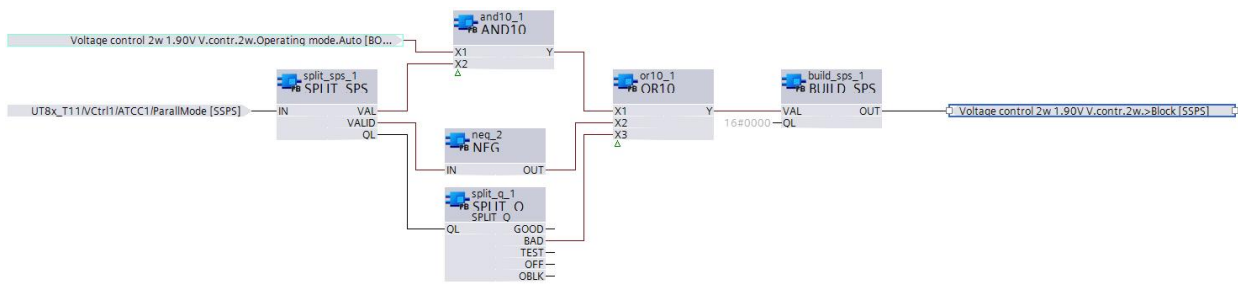 and10_1
AND10
Voltage control 2w 1.90V V.contr.2w.Operating mode.Auto [BO...
X1
Y
X2
split_sps_1
SPLIT_SPS
or10_1
OR10
build_sps_1
BUILD_SPS
UT8x_T11/VCtrl1/ATCC1/ParallMode [SSPS]
IN
VAL
X1
Y
VAL
OUT
Voltage control 2w 1.90V V.contr.2w.>Block [SSPS]
VALID
X2
16#0000
QL
QL
neg_2
NEG
X3
IN
OUT
split_q_1
SPLIT_Q
SPLIT_Q
QL
GOOD
BAD
TEST
OFF
OBLK